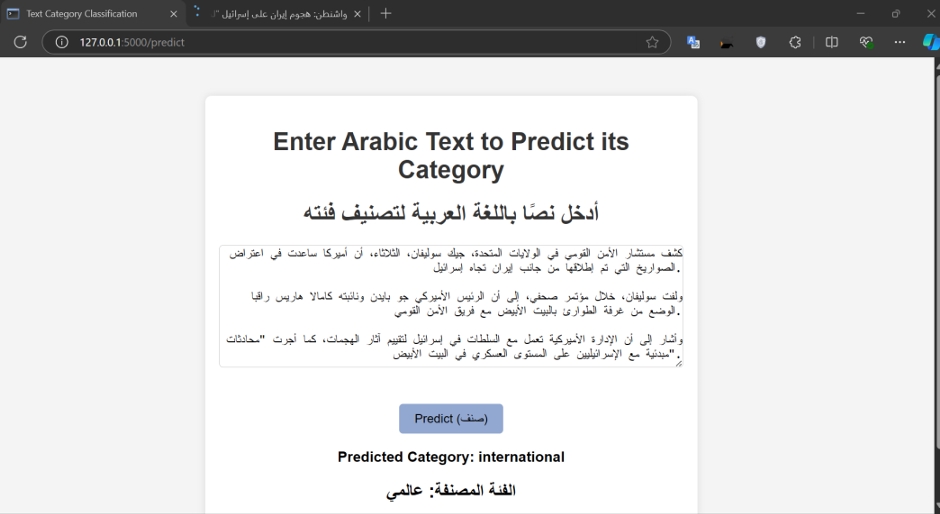 Text Category Classification
واشنطن: هجوم إيران على إسرائيل "
127.0.0.1:5000/predict
Enter Arabic Text to Predict its
Category
أدخل نصًا باللغة العربية لتصنيف فئته
كشف مستشار الأمن القومي في الولايات المتحدة، جيك سوليفان، الثلاثاء، أن أميركا ساعدت في اعتراض
الصواريخ التي تم إطلاقها من جانب إيران تجاه إسرائيل.
ولفت سوليفان، خلال مؤتمر صحفي، إلى أن الرئيس الأميركي جو بايدن ونائبته كامالا هاريس راقبا
الوضع من غرفة الطوارئ بالبيت الأبيض مع فريق الأمن القومي.
وأشار إلى أن الإدارة الأميركية تعمل مع السلطات في إسرائيل لتقييم آثار الهجمات، كما أجرت "محادثات
مبدئية مع الإسرائيليين على المستوى العسكري في البيت الأبيض".
Predict (صنف)
Predicted Category: international
الفئة المصنفة: عالمي